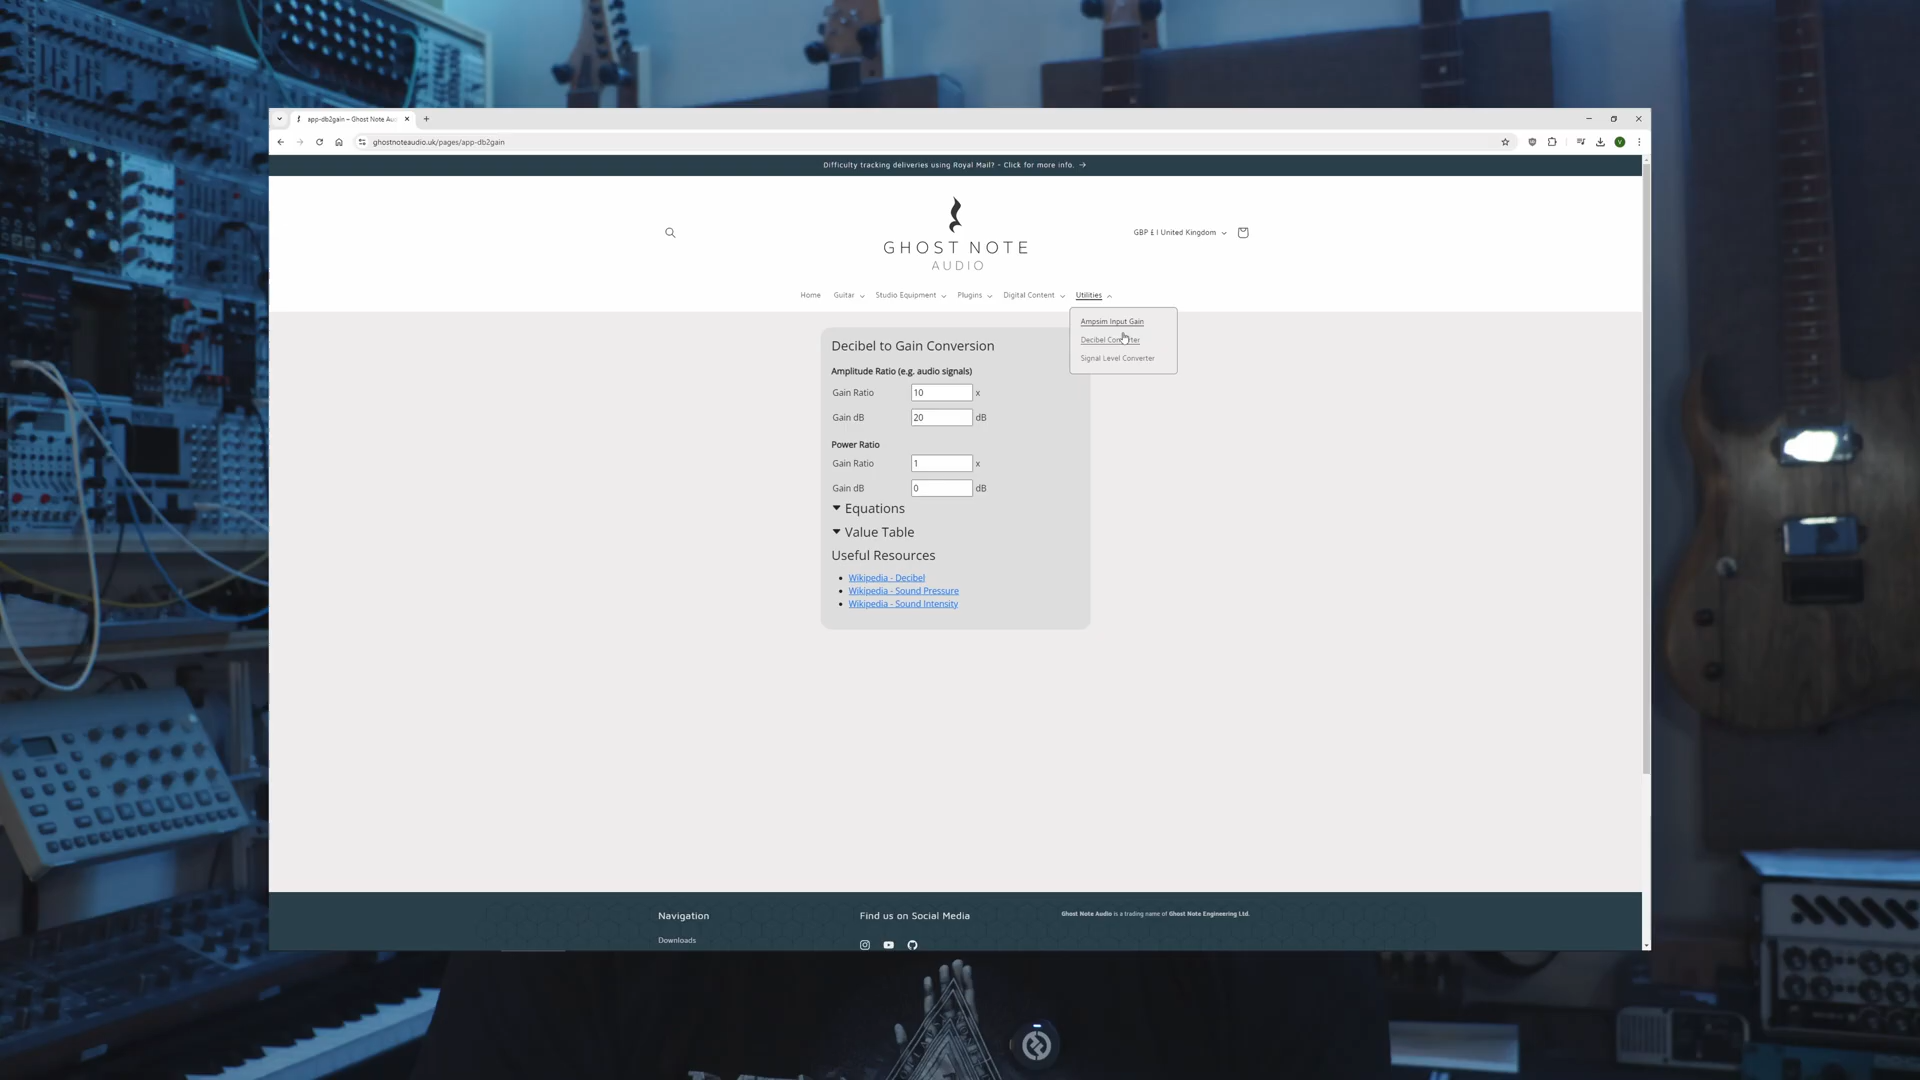 app-db2gain – Ghost Note Au
ghostnoteaudio.uk/pages/app-db2gain
V
Difficulty tracking deliveries using Royal Mail? - Click for more info. →
GHOST NOTE
AUDIO
GBP £ | United Kingdom
Home Guitar Studio Equipment Plugins Digital Content Utilities
Ampsim Input Gain
Decibel Converter
Signal Level Converter
Decibel to Gain Conversion
Amplitude Ratio (e.g. audio signals)
Gain Ratio 10 x
Gain dB 20 dB
Power Ratio
Gain Ratio 1 x
Gain dB 0 dB
Equations
Value Table
Useful Resources
Wikipedia - Decibel
Wikipedia - Sound Pressure
Wikipedia - Sound Intensity
Navigation
Downloads
Find us on Social Media
Ghost Note Audio is a trading name of Ghost Note Engineering Ltd.